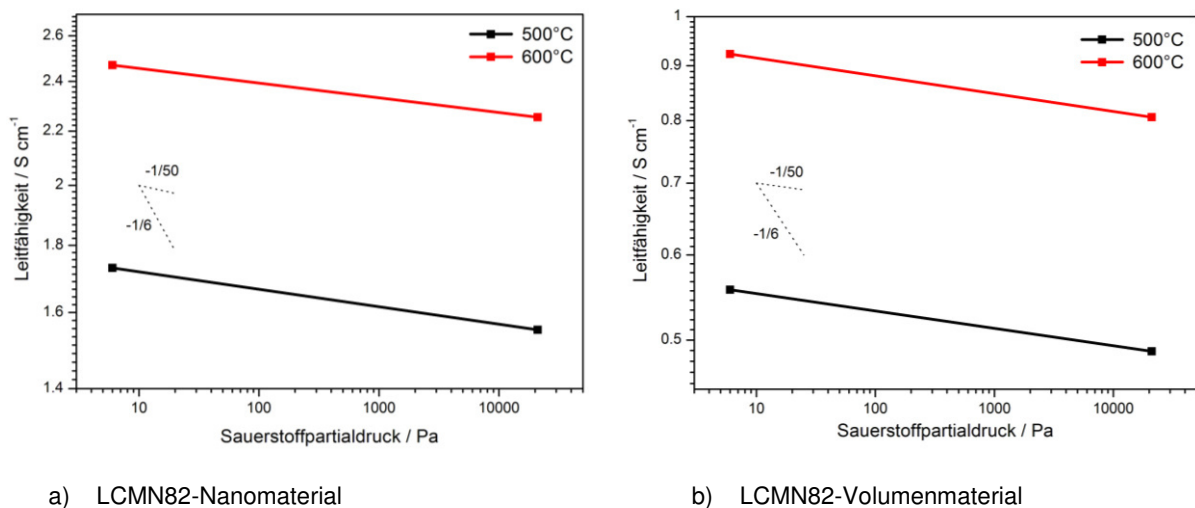 2.6
2.4
2.2
2
1.8
1.6
1.4
Leitfähigkeit / S cm⁻¹
500°C
600°C
-1/50
-1/6
10
100
1000
10000
Sauerstoffpartialdruck / Pa
a) LCMN82-Nanomaterial
1
0.9
0.8
0.7
0.6
0.5
Leitfähigkeit / S cm⁻¹
500°C
600°C
-1/50
-1/6
10
100
1000
10000
Sauerstoffpartialdruck / Pa
b) LCMN82-Volumenmaterial